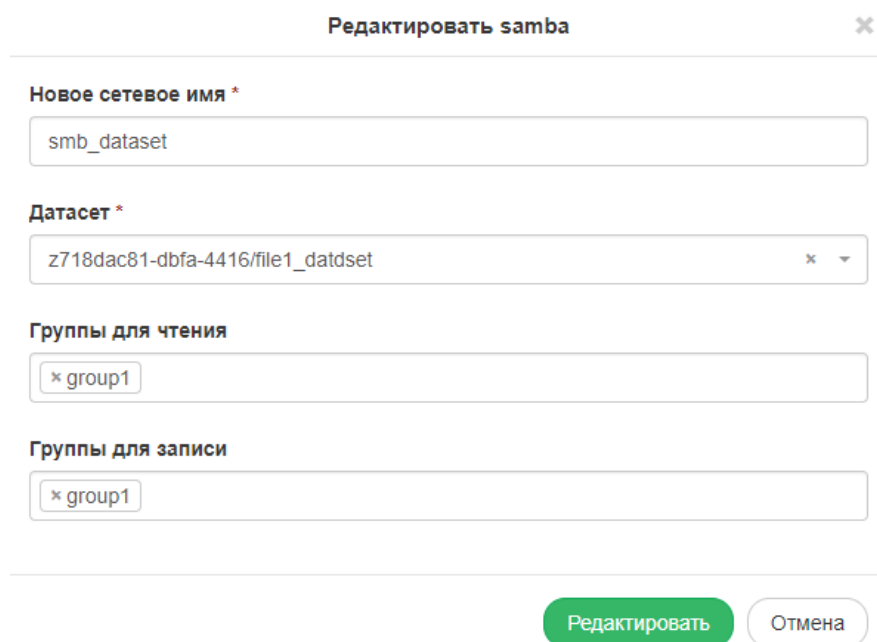 Редактировать samba ×
Новое сетевое имя *
smb_dataset
Датасет *
z718dac81-dbfa-4416/file1_datdset × 
Группы для чтения
× group1
Группы для записи
× group1
Редактировать Отмена